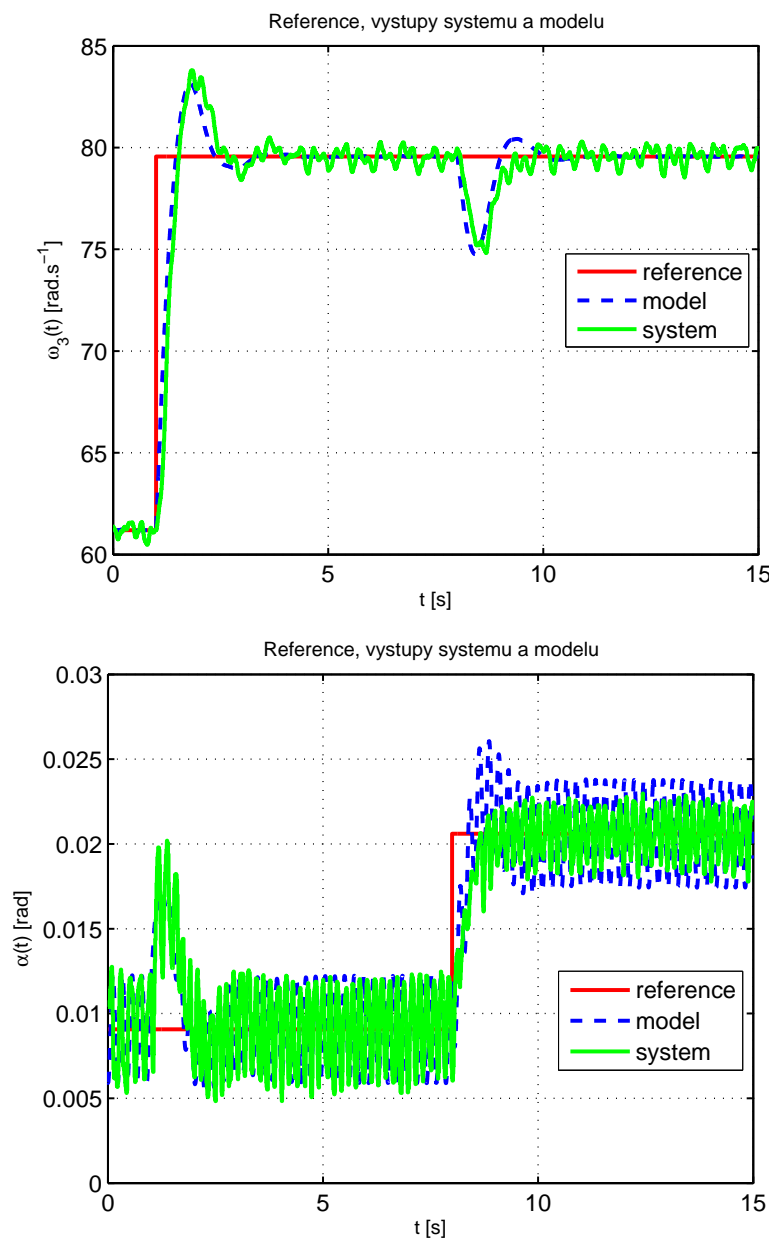 Reference, vystupy systemu a modelu
85
80
75
70
65
60
ω3(t) [rad.s−1]
reference
model
system
0
5
10
15
t [s]
Reference, vystupy systemu a modelu
0.03
0.025
0.02
0.015
0.01
0.005
0
α(t) [rad]
reference
model
system
0
5
10
15
t [s]